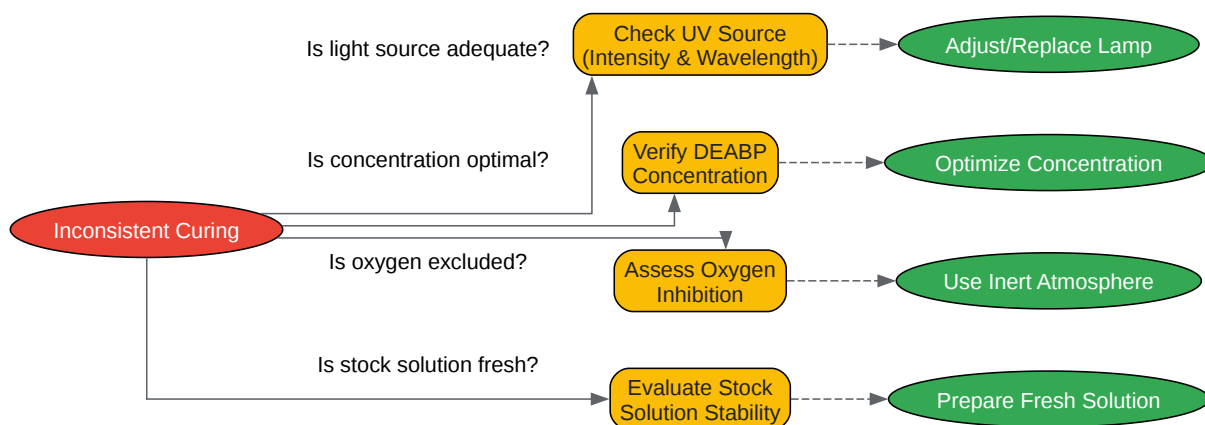 Is light source adequate?
Check UV Source
(Intensity & Wavelength)
Adjust/Replace Lamp
Is concentration optimal?
Verify DEABP
Concentration
Optimize Concentration
Inconsistent Curing
Is oxygen excluded?
Assess Oxygen
Inhibition
Use Inert Atmosphere
Is stock solution fresh?
Evaluate Stock
Solution Stability
Prepare Fresh Solution